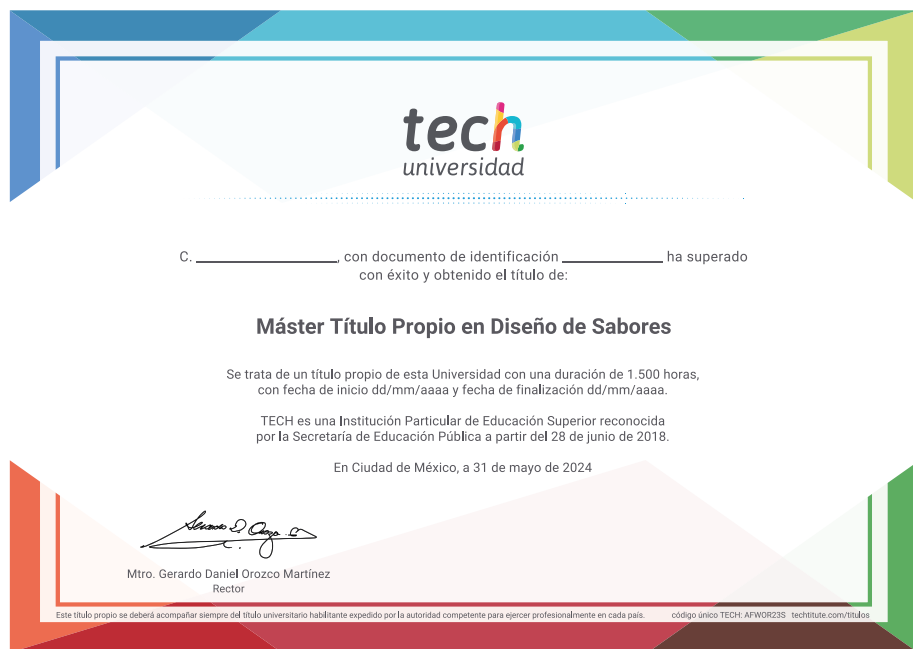 tech
universidad
C. ____________________, con documento de identificación ______________ ha superado
con éxito y obtenido el título de:
Máster Título Propio en Diseño de Sabores
Se trata de un título propio de esta Universidad con una duración de 1.500 horas,
con fecha de inicio dd/mm/aaaa y fecha de finalización dd/mm/aaaa.
TECH es una Institución Particular de Educación Superior reconocida
por la Secretaría de Educación Pública a partir del 28 de junio de 2018.
En Ciudad de México, a 31 de mayo de 2024
Mtro. Gerardo Daniel Orozco Martínez
Rector
Este título propio se deberá acompañar siempre del título universitario habilitante expedido por la autoridad competente para ejercer profesionalmente en cada país. código único TECH: AFWOR23S techtitute.com/titulos